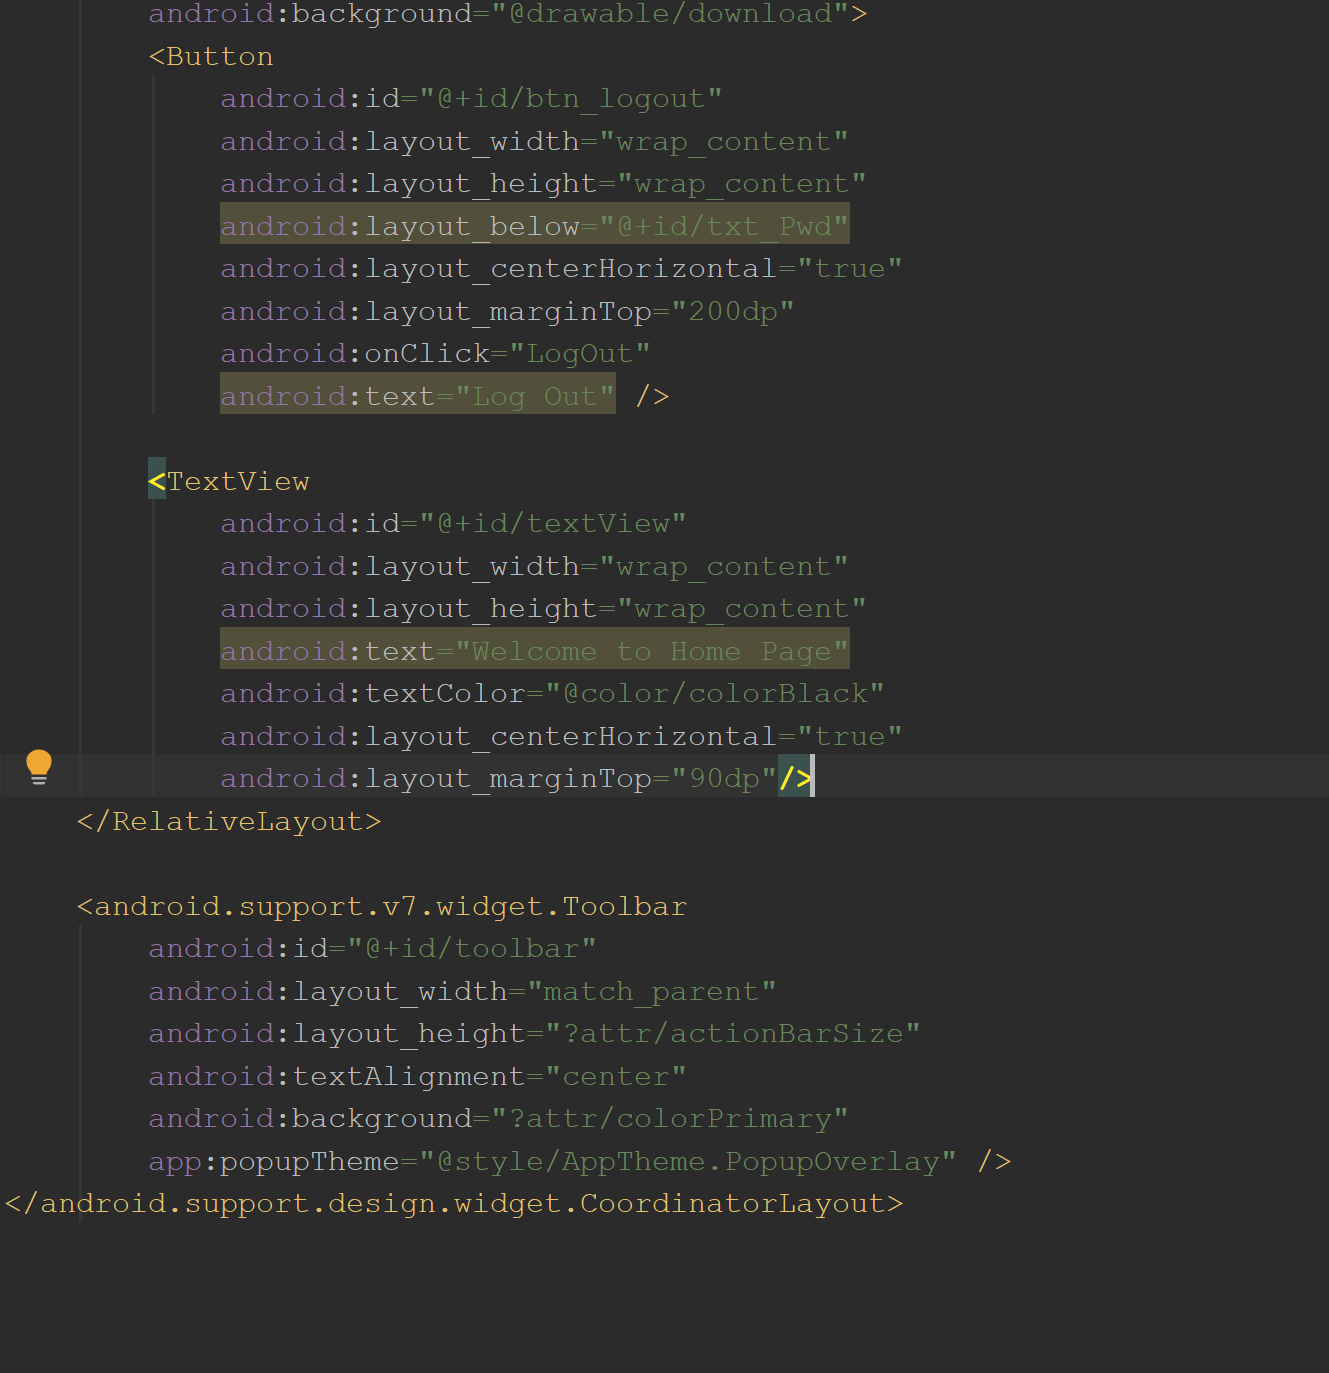 android:background="@drawable/download">
<Button
android:id="@+id/btn_logout"
android:layout_width="wrap_content"
android:layout_height="wrap_content"
android:layout_below="@+id/txt_Pwd"
android:layout_centerHorizontal="true"
android:layout_marginTop="200dp"
android:onClick="LogOut"
android:text="Log Out" />
<TextView
android:id="@+id/textView"
android:layout_width="wrap_content"
android:layout_height="wrap_content"
android:text="Welcome to Home Page"
android:textColor="@color/colorBlack"
android:layout_centerHorizontal="true"
android:layout_marginTop="90dp"/>
</RelativeLayout>
<android.support.v7.widget.Toolbar
android:id="@+id/toolbar"
android:layout_width="match_parent"
android:layout_height="?attr/actionBarSize"
android:textAlignment="center"
android:background="?attr/colorPrimary"
app:popupTheme="@style/AppTheme.PopupOverlay" />
</android.support.design.widget.CoordinatorLayout>